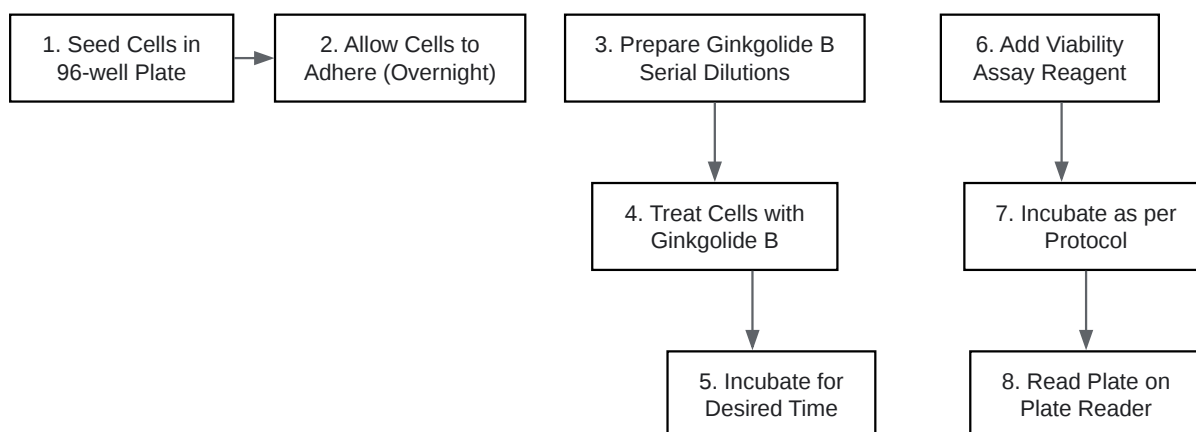 1. Seed Cells in
96-well Plate
2. Allow Cells to
Adhere (Overnight)
3. Prepare Ginkgolide B
Serial Dilutions
4. Treat Cells with
Ginkgolide B
5. Incubate for
Desired Time
6. Add Viability
Assay Reagent
7. Incubate as per
Protocol
8. Read Plate on
Plate Reader